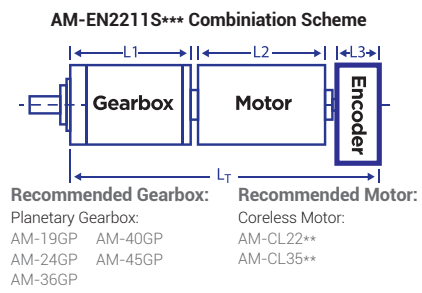 AM-EN2211S*** Combiniation Scheme
L1 L2 L3
Gearbox Motor Encoder
LT
Recommended Gearbox: Recommended Motor:
Planetary Gearbox: Coreless Motor:
AM-19GP AM-40GP AM-CL22**
AM-24GP AM-45GP AM-CL35**
AM-36GP